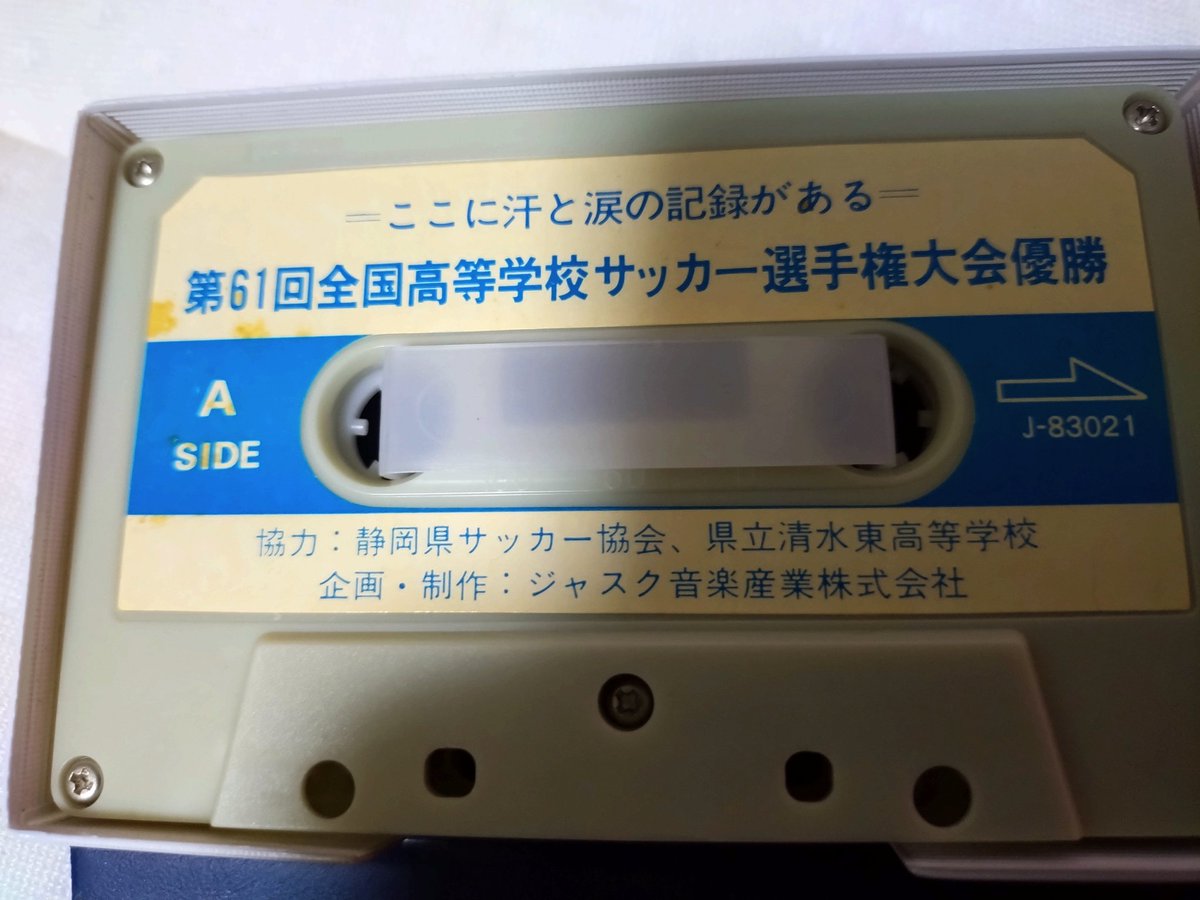 ＝ここに汗と涙の記録がある＝
第61回全国高等学校サッカー選手権大会優勝
A
SIDE
J-83021
協力：静岡県サッカー協会、県立清水東高等学校
企画・制作：ジャスク音楽産業株式会社